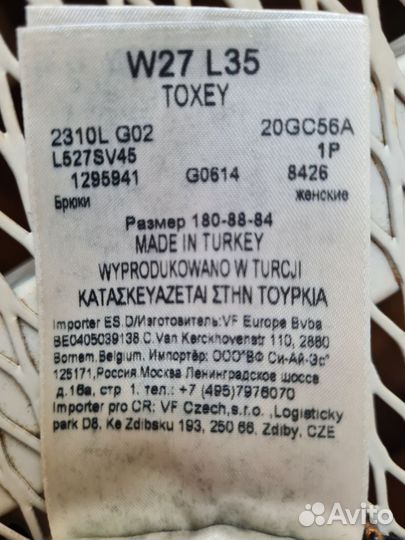 W27 L35
TOXEY
2310L G02 20GC56A
L527SV45 1P
1295941 G0614 8426
Брюки женские
Размер 180-88-84
MADE IN TURKEY
WYPRODUKOWANO W TURCJI
ΚΑΤΑΣΚΕΥΑΖΕΤΑΙ ΣΤΗΝ ΤΟΥΡΚΙΑ
Importer ES.D/Изготовитель:VF Europe Bvba
BE0405039138.C.Van Kerckhovenstr 110, 2880
Bornem.Belgium. Импортёр: ООО"ВФ Си-Ай-Эс"
125171,Россия.Москва Ленинградское шоссе
д.16а, стр 1. тел.: +7 (495)7976070
Importer pro CR: VF Czech,s.r.o. ,Logisticky
park D8, Ke Zdibsku 193, 250 66. Zdiby, CZE
Avito